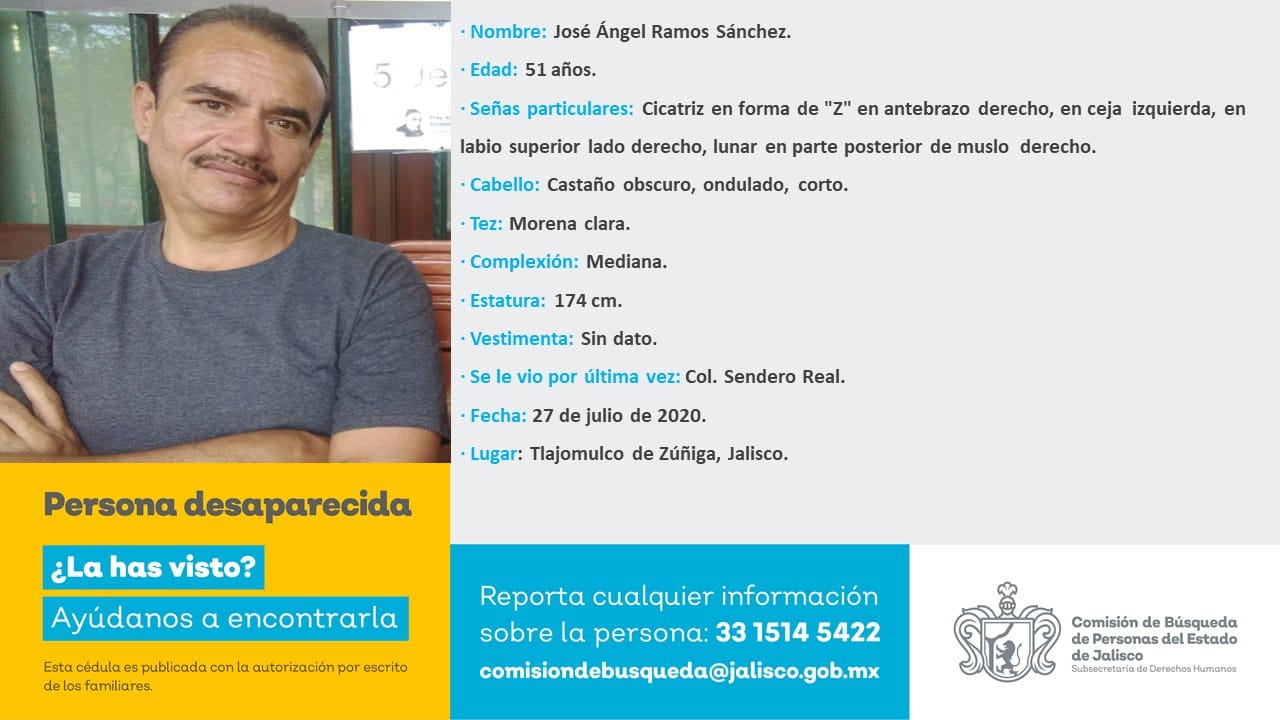 5 de
· Nombre: José Ángel Ramos Sánchez.
· Edad: 51 años.
· Señas particulares: Cicatriz en forma de "Z" en antebrazo derecho, en ceja izquierda, en
labio superior lado derecho, lunar en parte posterior de muslo derecho.
· Cabello: Castaño obscuro, ondulado, corto.
· Tez: Morena clara.
· Complexión: Mediana.
· Estatura: 174 cm.
· Vestimenta: Sin dato.
· Se le vio por última vez: Col. Sendero Real.
· Fecha: 27 de julio de 2020.
· Lugar: Tlajomulco de Zúñiga, Jalisco.
Persona desaparecida
¿La has visto?
Ayúdanos a encontrarla
Esta cédula es publicada con la autorización por escrito
de los familiares.
Reporta cualquier información
sobre la persona: 33 1514 5422
comisiondebusqueda@jalisco.gob.mx
Comisión de Búsqueda
de Personas del Estado
de Jalisco
Subsecretaría de Derechos Humanos